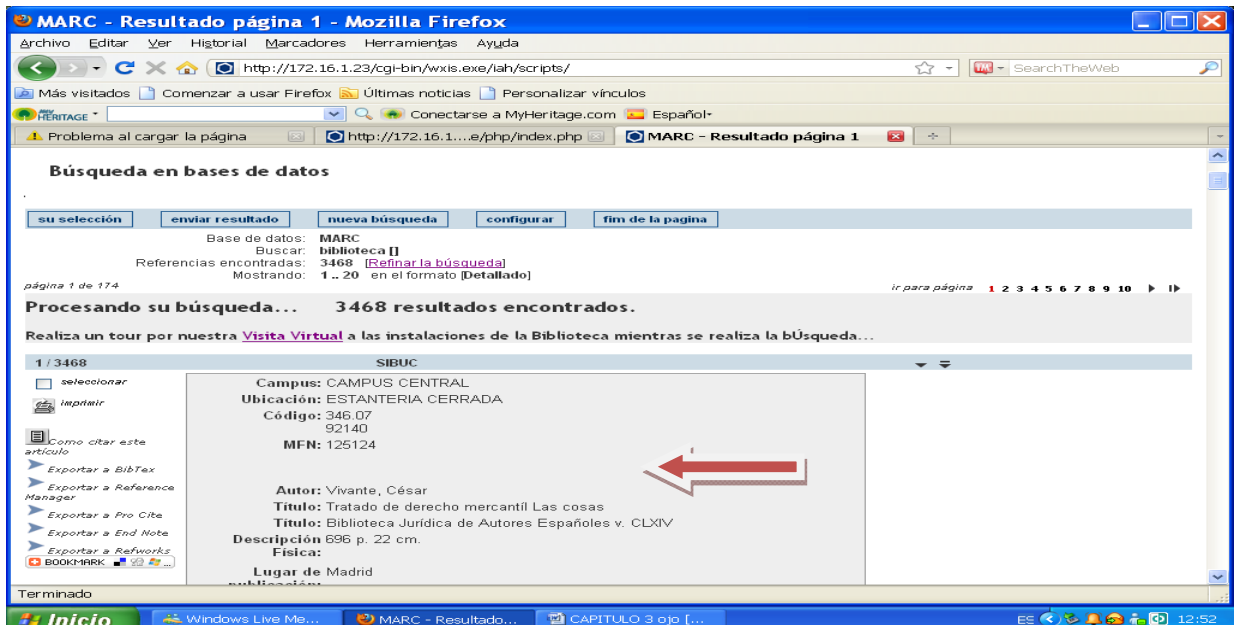 MARC - Resultado página 1 - Mozilla Firefox
Archivo Editar Ver Historial Marcadores Herramientas Ayuda
http://172.16.1.23/cgi-bin/wxis.exe/iah/scripts/ SearchTheWeb
Más visitados Comenzar a usar Firefox Últimas noticias Personalizar vínculos
MY HERITAGE Conectarse a MyHeritage.com Español
Problema al cargar la página http://172.16.1....e/php/index.php MARC - Resultado página 1
Búsqueda en bases de datos
su selección enviar resultado nueva búsqueda configurar fim de la pagina
Base de datos: MARC
Buscar: biblioteca []
Referencias encontradas: 3468 [Refinar la búsqueda]
Mostrando: 1 .. 20 en el formato [Detallado]
página 1 de 174 ir para página 1 2 3 4 5 6 7 8 9 10
Procesando su búsqueda... 3468 resultados encontrados.
Realiza un tour por nuestra Visita Virtual a las instalaciones de la Biblioteca mientras se realiza la bÚsqueda...
1 / 3468 SIBUC
seleccionar
imprimir
Como citar este
artículo
Exportar a BibTex
Exportar a Reference
Manager
Exportar a Pro Cite
Exportar a End Note
Exportar a Refworks
BOOKMARK
Campus: CAMPUS CENTRAL
Ubicación: ESTANTERIA CERRADA
Código: 346.07
92140
MFN: 125124
Autor: Vivante, César
Título: Tratado de derecho mercantíl Las cosas
Título: Biblioteca Jurídica de Autores Españoles v. CLXIV
Descripción 696 p. 22 cm.
Física:
Lugar de Madrid
publicación:
Terminado
Inicio Windows Live Me... MARC - Resultado... CAPITULO 3 ojo [... ES 12:52